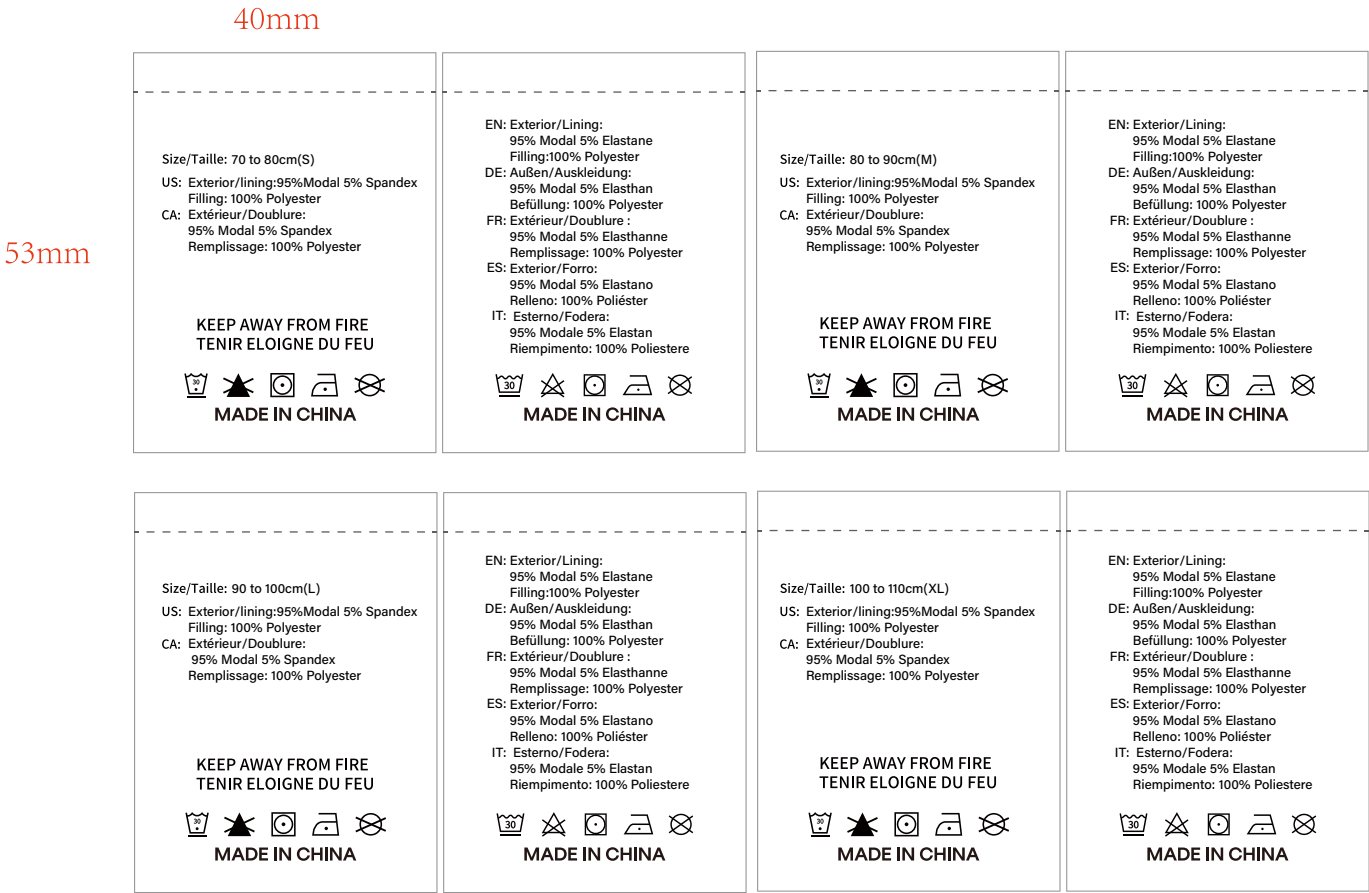 40mm
53mm
Size/Taille: 70 to 80cm(S)
US: Exterior/lining:95%Modal 5% Spandex
Filling: 100% Polyester
CA: Extérieur/Doublure:
95% Modal 5% Spandex
Remplissage: 100% Polyester
KEEP AWAY FROM FIRE
TENIR ELOIGNE DU FEU
30
MADE IN CHINA
EN: Exterior/Lining:
95% Modal 5% Elastane
Filling:100% Polyester
DE: Außen/Auskleidung:
95% Modal 5% Elasthan
Befüllung: 100% Polyester
FR: Extérieur/Doublure :
95% Modal 5% Elasthanne
Remplissage: 100% Polyester
ES: Exterior/Forro:
95% Modal 5% Elastano
Relleno: 100% Poliéster
IT: Esterno/Fodera:
95% Modale 5% Elastan
Riempimento: 100% Poliestere
30
MADE IN CHINA
Size/Taille: 80 to 90cm(M)
US: Exterior/lining:95%Modal 5% Spandex
Filling: 100% Polyester
CA: Extérieur/Doublure:
95% Modal 5% Spandex
Remplissage: 100% Polyester
KEEP AWAY FROM FIRE
TENIR ELOIGNE DU FEU
30
MADE IN CHINA
EN: Exterior/Lining:
95% Modal 5% Elastane
Filling:100% Polyester
DE: Außen/Auskleidung:
95% Modal 5% Elasthan
Befüllung: 100% Polyester
FR: Extérieur/Doublure :
95% Modal 5% Elasthanne
Remplissage: 100% Polyester
ES: Exterior/Forro:
95% Modal 5% Elastano
Relleno: 100% Poliéster
IT: Esterno/Fodera:
95% Modale 5% Elastan
Riempimento: 100% Poliestere
30
MADE IN CHINA
Size/Taille: 90 to 100cm(L)
US: Exterior/lining:95%Modal 5% Spandex
Filling: 100% Polyester
CA: Extérieur/Doublure:
95% Modal 5% Spandex
Remplissage: 100% Polyester
KEEP AWAY FROM FIRE
TENIR ELOIGNE DU FEU
30
MADE IN CHINA
EN: Exterior/Lining:
95% Modal 5% Elastane
Filling:100% Polyester
DE: Außen/Auskleidung:
95% Modal 5% Elasthan
Befüllung: 100% Polyester
FR: Extérieur/Doublure :
95% Modal 5% Elasthanne
Remplissage: 100% Polyester
ES: Exterior/Forro:
95% Modal 5% Elastano
Relleno: 100% Poliéster
IT: Esterno/Fodera:
95% Modale 5% Elastan
Riempimento: 100% Poliestere
30
MADE IN CHINA
Size/Taille: 100 to 110cm(XL)
US: Exterior/lining:95%Modal 5% Spandex
Filling: 100% Polyester
CA: Extérieur/Doublure:
95% Modal 5% Spandex
Remplissage: 100% Polyester
KEEP AWAY FROM FIRE
TENIR ELOIGNE DU FEU
30
MADE IN CHINA
EN: Exterior/Lining:
95% Modal 5% Elastane
Filling:100% Polyester
DE: Außen/Auskleidung:
95% Modal 5% Elasthan
Befüllung: 100% Polyester
FR: Extérieur/Doublure :
95% Modal 5% Elasthanne
Remplissage: 100% Polyester
ES: Exterior/Forro:
95% Modal 5% Elastano
Relleno: 100% Poliéster
IT: Esterno/Fodera:
95% Modale 5% Elastan
Riempimento: 100% Poliestere
30
MADE IN CHINA